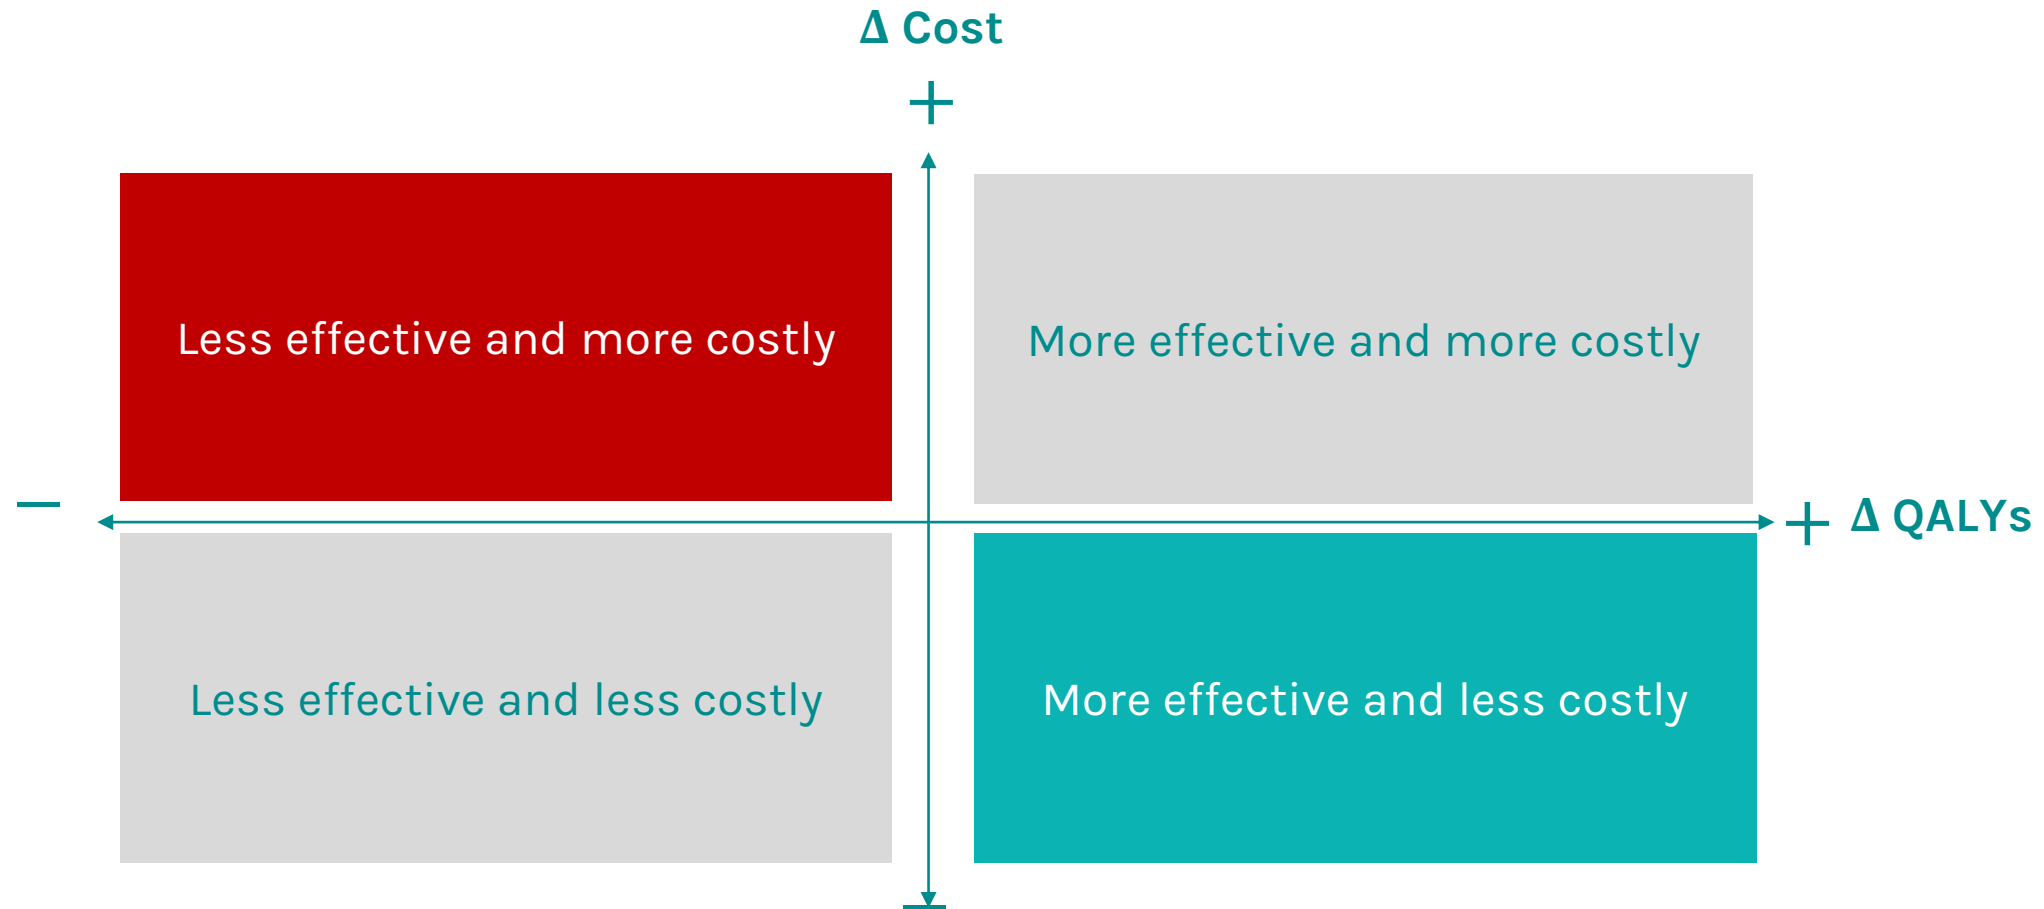 Δ Cost
+
Less effective and more costly
More effective and more costly
–
+ Δ QALYs
Less effective and less costly
More effective and less costly
–